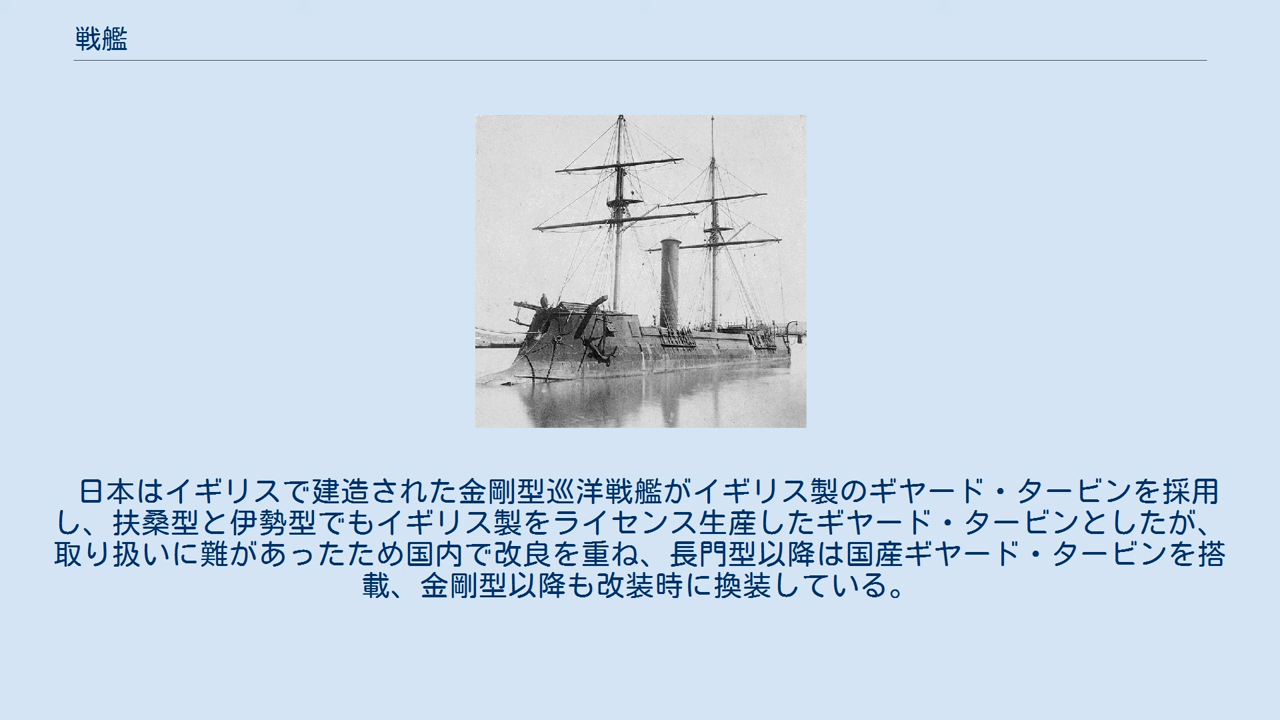 戦艦
日本はイギリスで建造された金剛型巡洋戦艦がイギリス製のギヤード・タービンを採用
し、扶桑型と伊勢型でもイギリス製をライセンス生産したギヤード・タービンとしたが、
取り扱いに難があったため国内で改良を重ね、長門型以降は国産ギヤード・タービンを搭
載、金剛型以降も改装時に換装している。